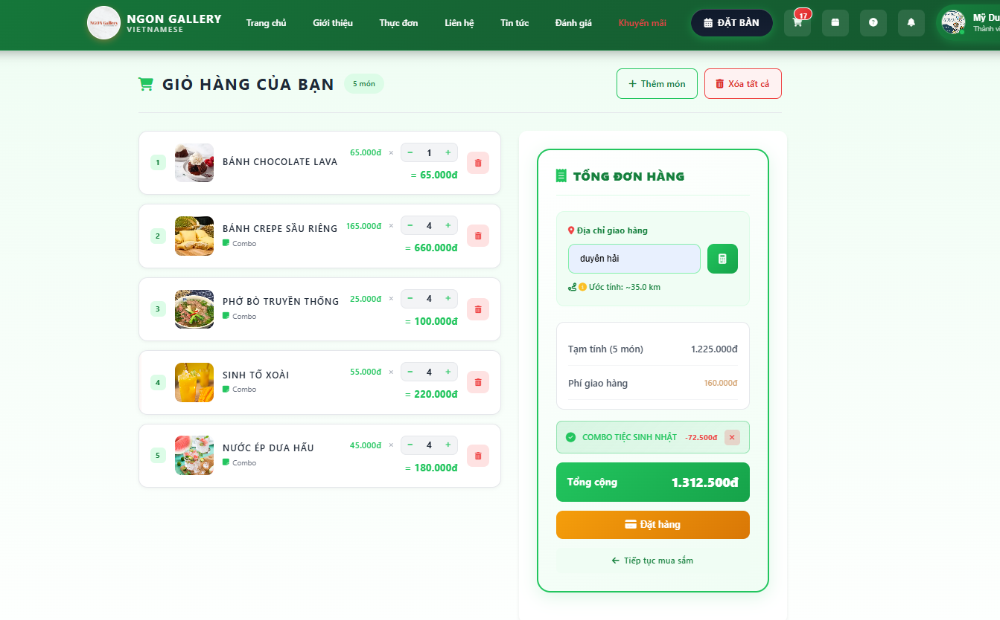 NGON Gallery
NGON GALLERY
VIETNAMESE
Trang chủ Giới thiệu Thực đơn Liên hệ Tin tức Đánh giá Khuyến mãi
ĐẶT BÀN
17
Mỹ Du
Thành vi
GIỎ HÀNG CỦA BẠN 5 món
+ Thêm món
Xóa tất cả
1 BÁNH CHOCOLATE LAVA 65.000đ × − 1 +
= 65.000đ
2 BÁNH CREPE SẦU RIÊNG 165.000đ × − 4 +
Combo
= 660.000đ
3 PHỞ BÒ TRUYỀN THỐNG 25.000đ × − 4 +
Combo
= 100.000đ
4 SINH TỐ XOÀI 55.000đ × − 4 +
Combo
= 220.000đ
5 NƯỚC ÉP DƯA HẤU 45.000đ × − 4 +
Combo
= 180.000đ
TỔNG ĐƠN HÀNG
Địa chỉ giao hàng
duyên hải
Ước tính: ~35.0 km
Tạm tính (5 món) 1.225.000đ
Phí giao hàng 160.000đ
COMBO TIỆC SINH NHẬT -72.500đ ×
Tổng cộng 1.312.500đ
Đặt hàng
← Tiếp tục mua sắm